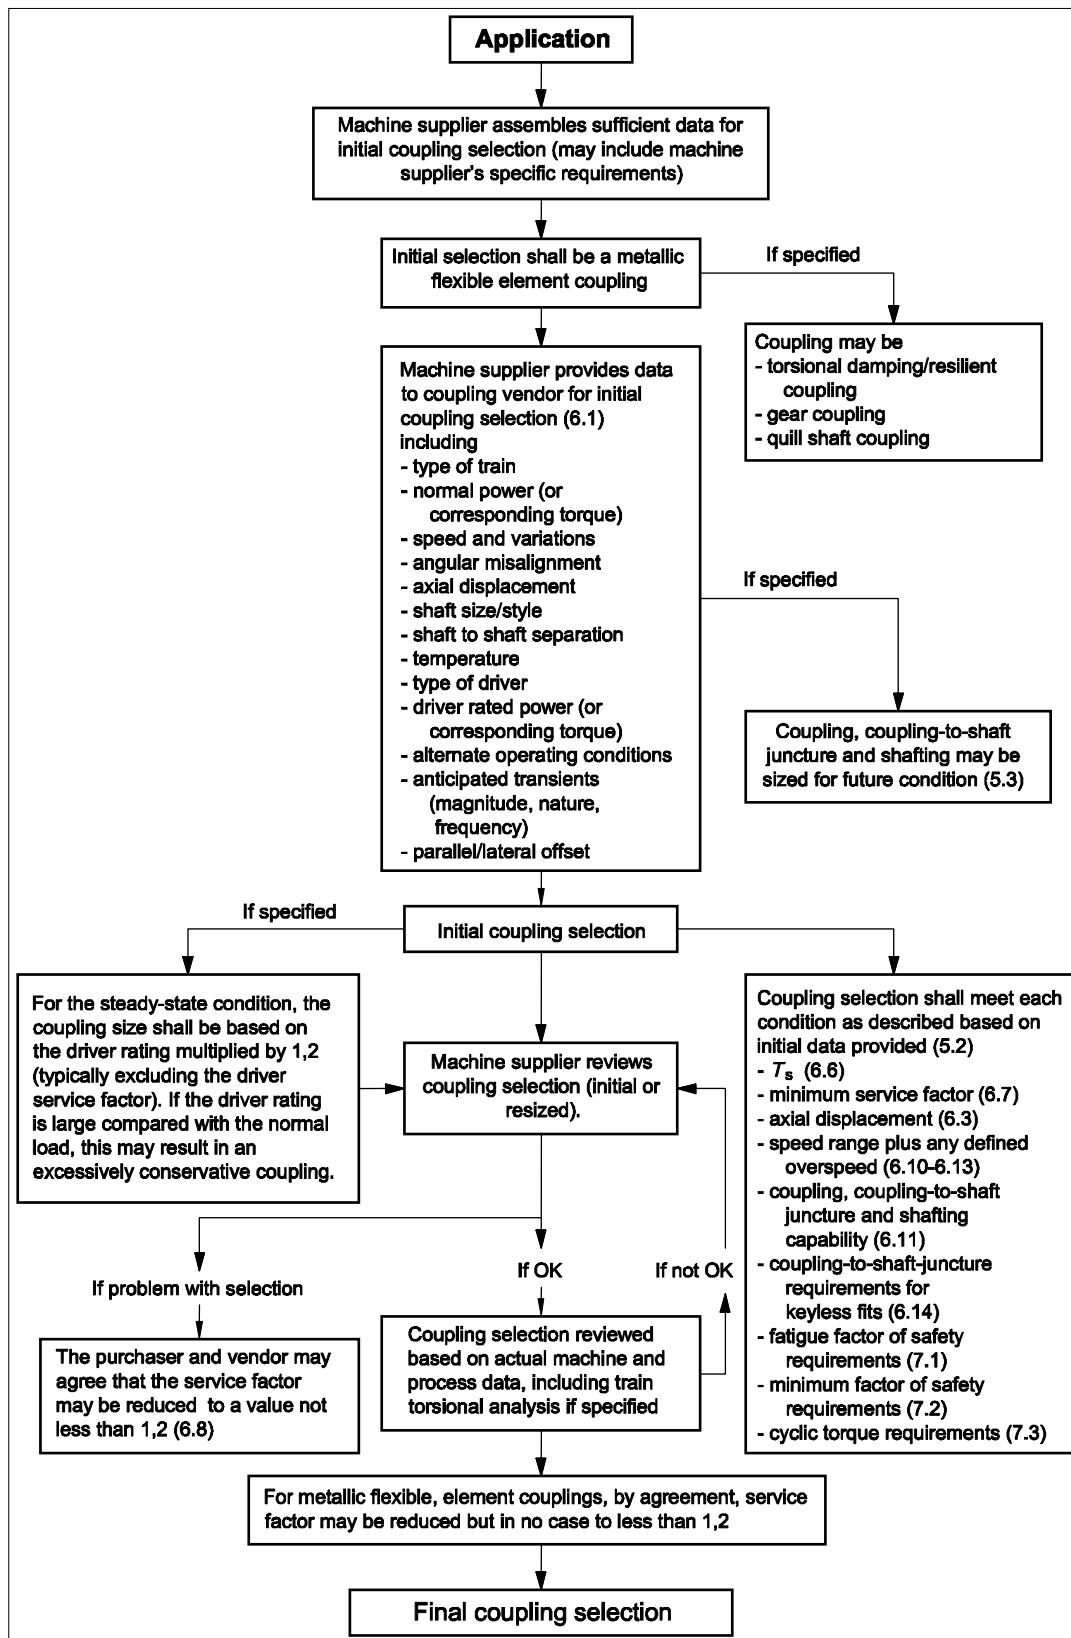 Application
Machine supplier assembles sufficient data for
initial coupling selection (may include machine
supplier's specific requirements)
Initial selection shall be a metallic
flexible element coupling
If specified
Coupling may be
- torsional damping/resilient
coupling
- gear coupling
- quill shaft coupling
Machine supplier provides data
to coupling vendor for initial
coupling selection (6.1)
including
- type of train
- normal power (or
corresponding torque)
- speed and variations
- angular misalignment
- axial displacement
- shaft size/style
- shaft to shaft separation
- temperature
- type of driver
- driver rated power (or
corresponding torque)
- alternate operating conditions
- anticipated transients
(magnitude, nature,
frequency)
- parallel/lateral offset
If specified
Coupling, coupling-to-shaft
juncture and shafting may be
sized for future condition (5.3)
If specified
Initial coupling selection
For the steady-state condition, the
coupling size shall be based on
the driver rating multiplied by 1,2
(typically excluding the driver
service factor). If the driver rating
is large compared with the normal
load, this may result in an
excessively conservative coupling.
Machine supplier reviews
coupling selection (initial or
resized).
Coupling selection shall meet each
condition as described based on
initial data provided (5.2)
- Ts (6.6)
- minimum service factor (6.7)
- axial displacement (6.3)
- speed range plus any defined
overspeed (6.10-6.13)
- coupling, coupling-to-shaft
juncture and shafting
capability (6.11)
- coupling-to-shaft-juncture
requirements for
keyless fits (6.14)
- fatigue factor of safety
requirements (7.1)
- minimum factor of safety
requirements (7.2)
- cyclic torque requirements (7.3)
If problem with selection
If OK
If not OK
The purchaser and vendor may
agree that the service factor
may be reduced to a value not
less than 1,2 (6.8)
Coupling selection reviewed
based on actual machine and
process data, including train
torsional analysis if specified
For metallic flexible, element couplings, by agreement, service
factor may be reduced but in no case to less than 1,2
Final coupling selection